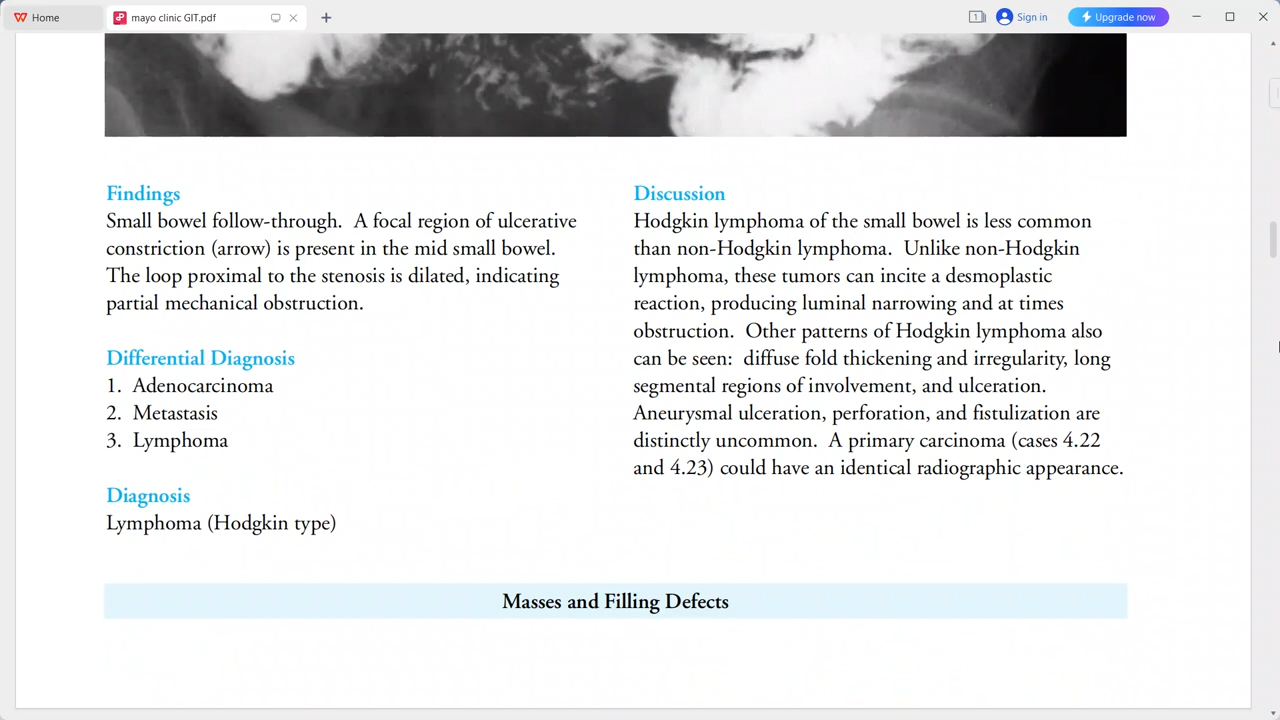 Home
mayo clinic GIT.pdf
1
Sign in
Upgrade now
Findings
Small bowel follow-through. A focal region of ulcerative
constriction (arrow) is present in the mid small bowel.
The loop proximal to the stenosis is dilated, indicating
partial mechanical obstruction.
Differential Diagnosis
1. Adenocarcinoma
2. Metastasis
3. Lymphoma
Diagnosis
Lymphoma (Hodgkin type)
Discussion
Hodgkin lymphoma of the small bowel is less common
than non-Hodgkin lymphoma. Unlike non-Hodgkin
lymphoma, these tumors can incite a desmoplastic
reaction, producing luminal narrowing and at times
obstruction. Other patterns of Hodgkin lymphoma also
can be seen: diffuse fold thickening and irregularity, long
segmental regions of involvement, and ulceration.
Aneurysmal ulceration, perforation, and fistulization are
distinctly uncommon. A primary carcinoma (cases 4.22
and 4.23) could have an identical radiographic appearance.
Masses and Filling Defects